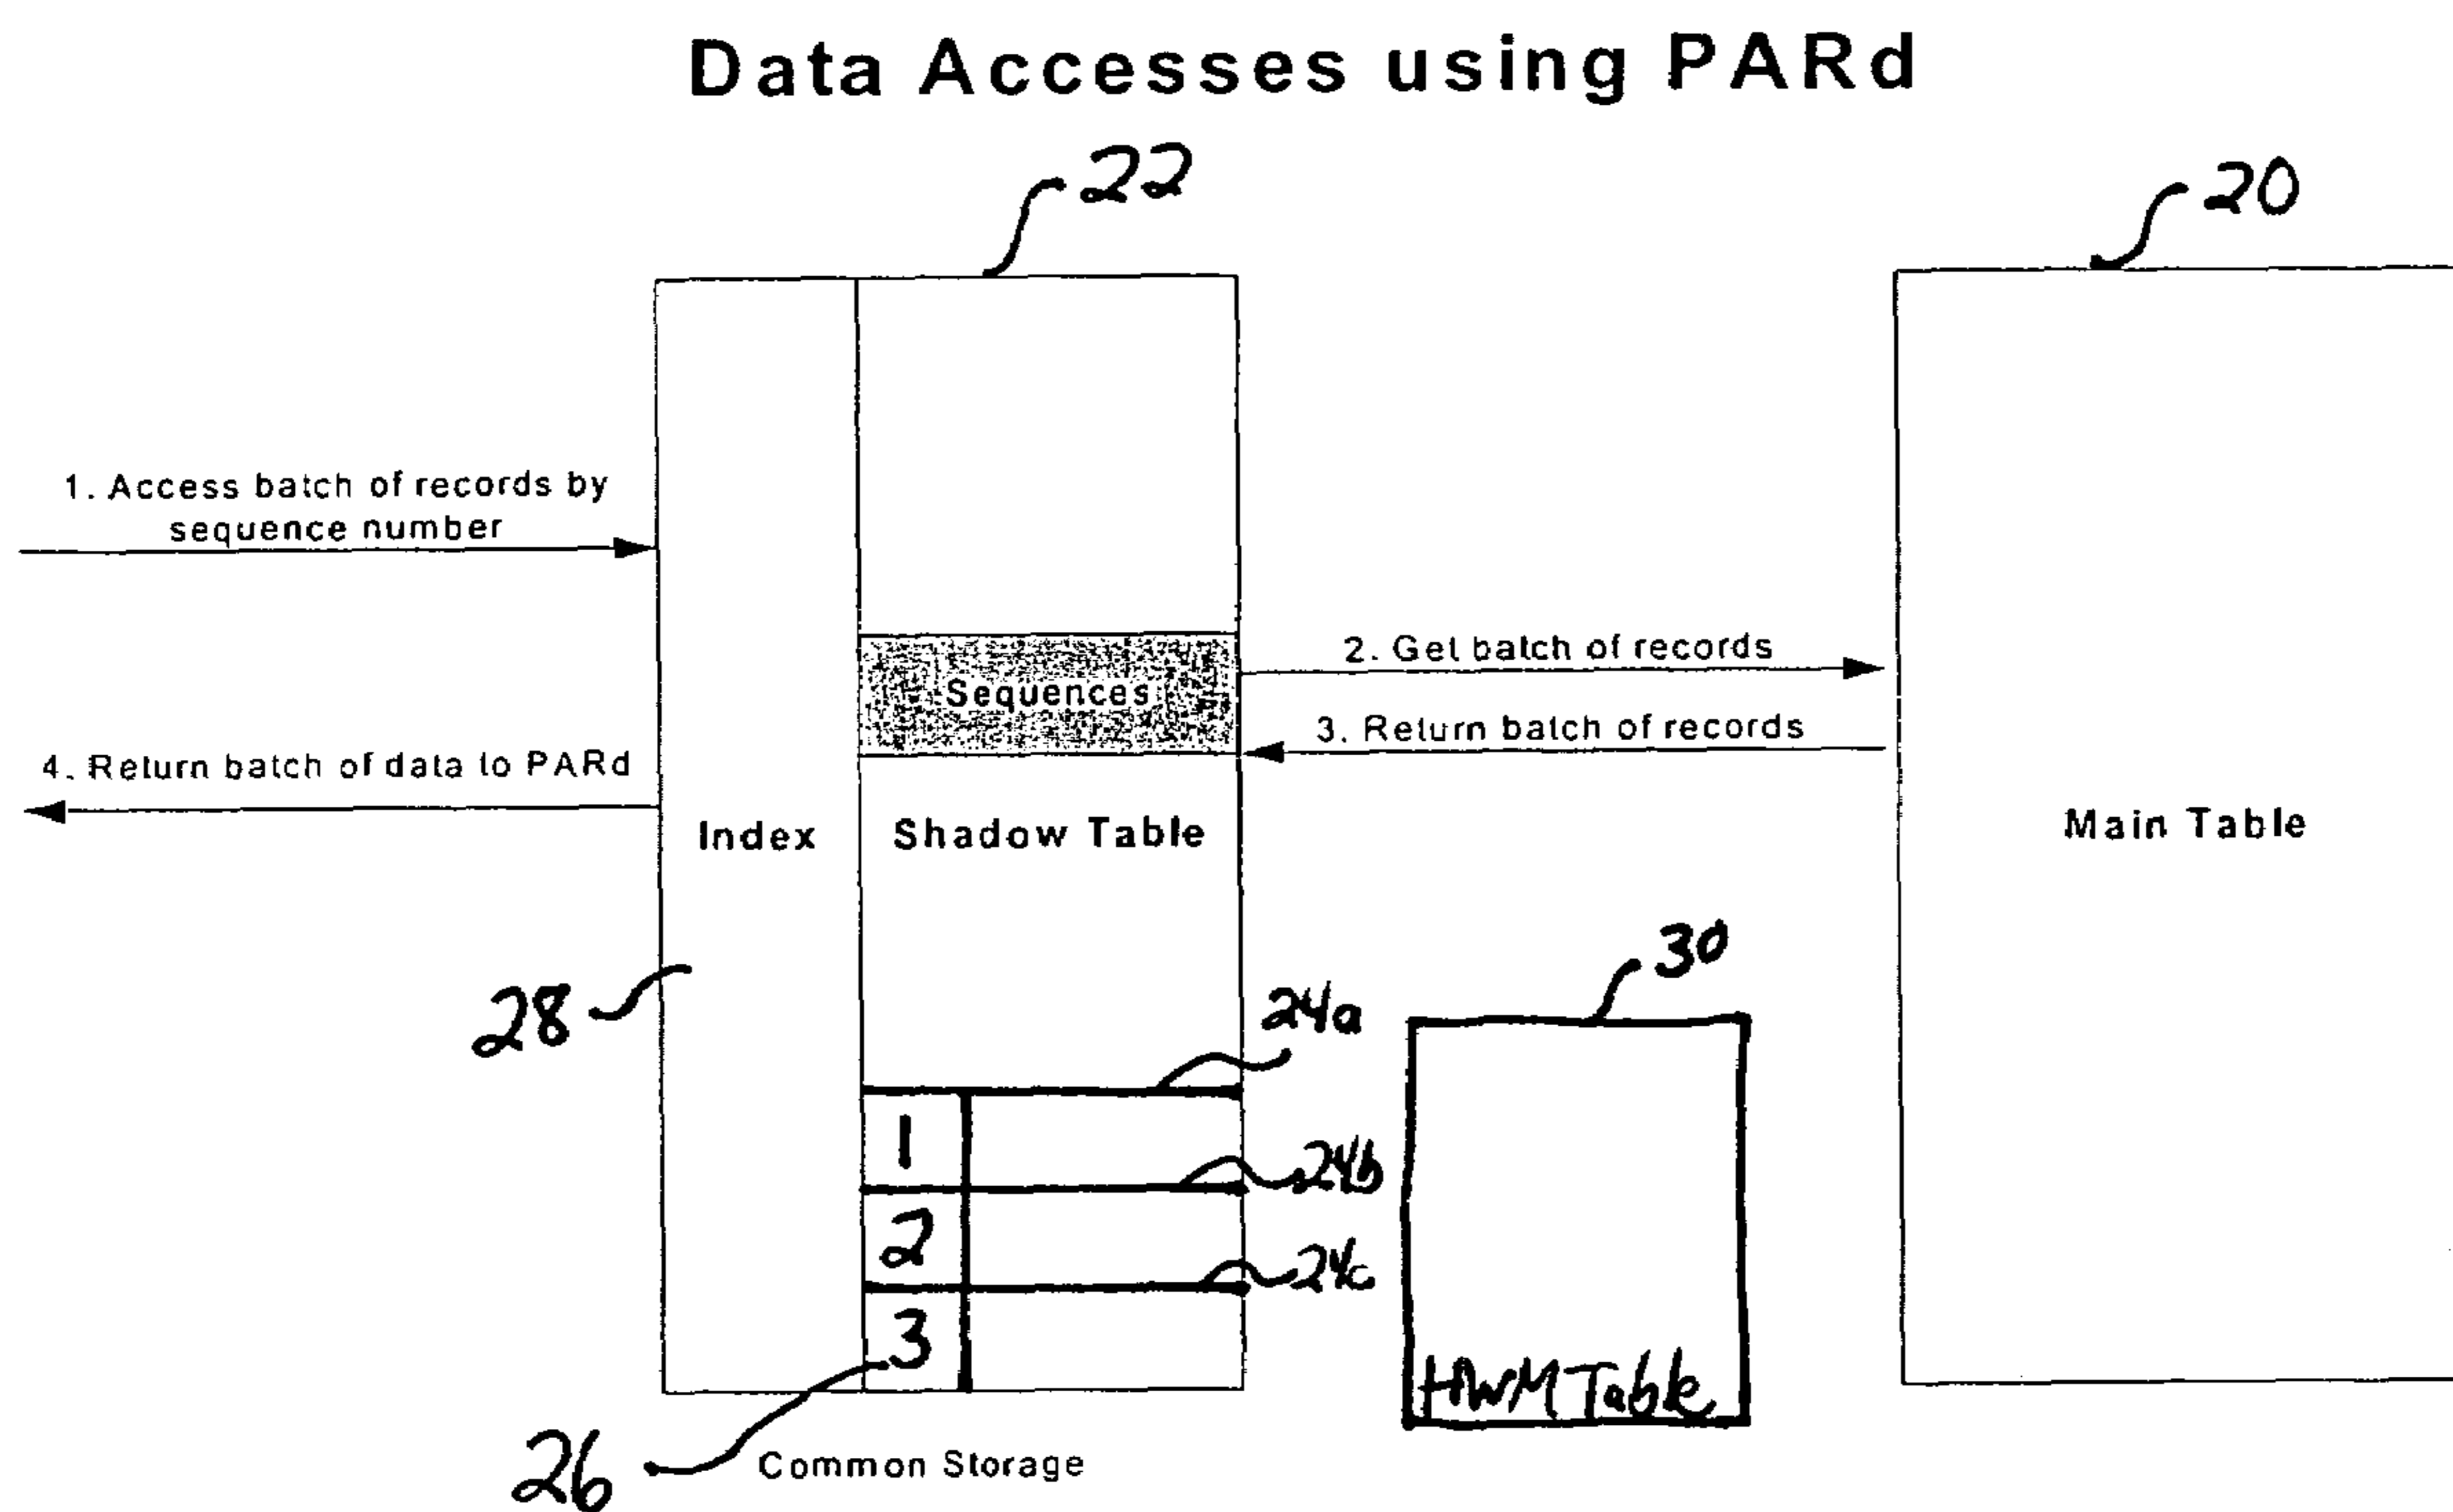 Data Accesses using PARd
22
20
1. Access batch of records by
sequence number
2. Get batch of records
Sequences
3. Return batch of records
4. Return batch of data to PARd
Index
Shadow Table
Main Table
30
28
24a
1
24b
2
24c
3
HWM Table
26
Common Storage